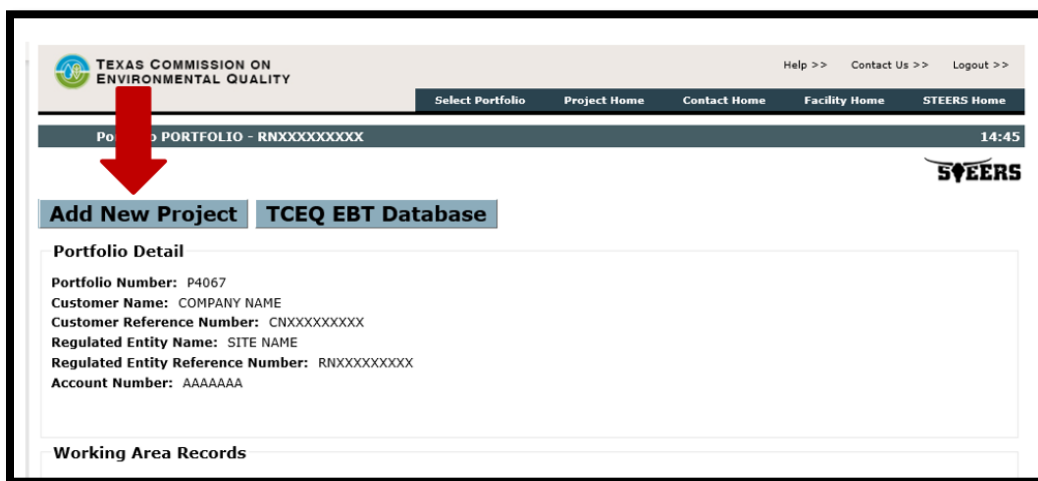 TEXAS COMMISSION ON
ENVIRONMENTAL QUALITY
Help >> Contact Us >> Logout >>
Select Portfolio Project Home Contact Home Facility Home STEERS Home
PORTFOLIO - RNXXXXXXXXX 14:45
STEERS
Add New Project TCEQ EBT Database
Portfolio Detail
Portfolio Number: P4067
Customer Name: COMPANY NAME
Customer Reference Number: CNXXXXXXXXX
Regulated Entity Name: SITE NAME
Regulated Entity Reference Number: RNXXXXXXXXX
Account Number: AAAAAAA
Working Area Records